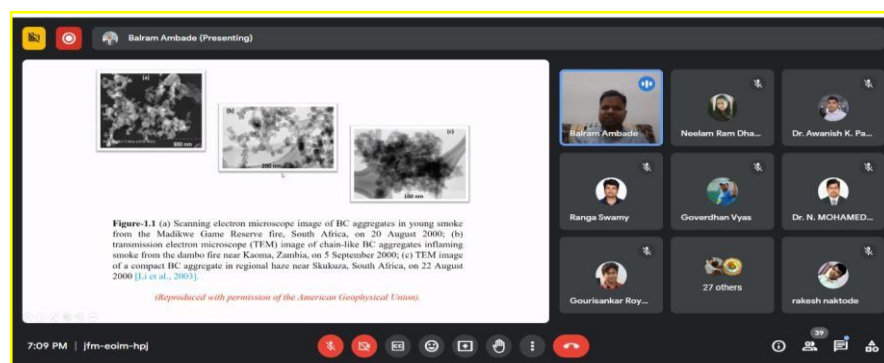 Balram Ambade (Presenting)
(a)
300 nm
(b)
200 nm
(c)
100 nm
Figure-1.1 (a) Scanning electron microscope image of BC aggregates in young smoke
from the Madikwe Game Reserve fire, South Africa, on 20 August 2000; (b)
transmission electron microscope (TEM) image of chain-like BC aggregates inflaming
smoke from the dambo fire near Kaoma, Zambia, on 5 September 2000; (c) TEM image
of a compact BC aggregate in regional haze near Skukuza, South Africa, on 22 August
2000 [Li et al., 2003].
(Reproduced with permission of the American Geophysical Union).
Balram Ambade
Neelam Ram Dha...
Dr. Awanish K. Pa...
Ranga Swamy
Goverdhan Vyas
Dr. N. MOHAMED...
Gourisankar Roy...
27 others
rakesh naktode
7:09 PM | jfm-eoim-hpj
39